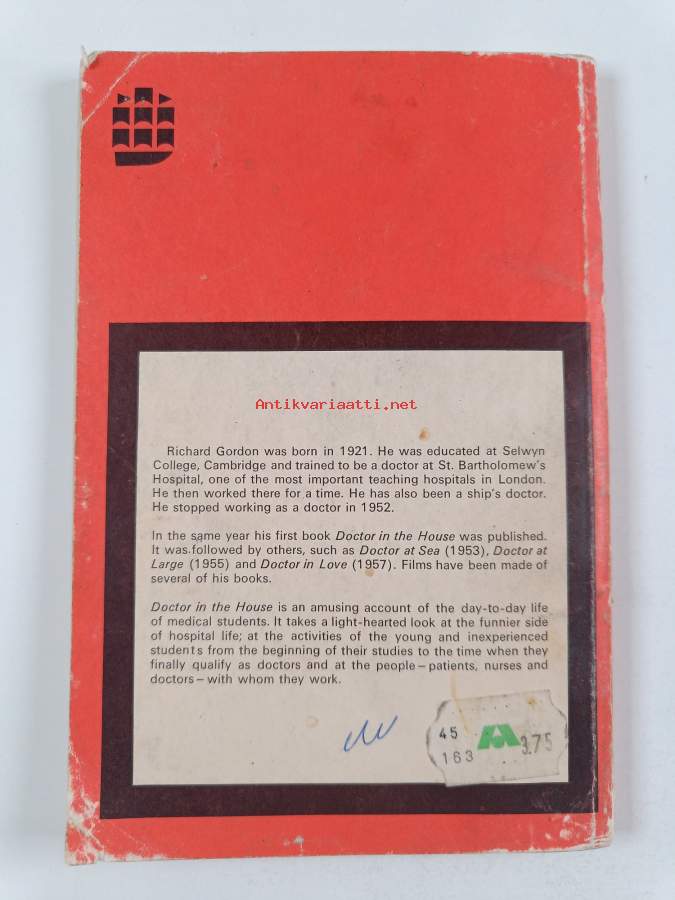 Antikvariaatti.net
Richard Gordon was born in 1921. He was educated at Selwyn
College, Cambridge and trained to be a doctor at St. Bartholomew's
Hospital, one of the most important teaching hospitals in London.
He then worked there for a time. He has also been a ship's doctor.
He stopped working as a doctor in 1952.
In the same year his first book Doctor in the House was published.
It was followed by others, such as Doctor at Sea (1953), Doctor at
Large (1955) and Doctor in Love (1957). Films have been made of
several of his books.
Doctor in the House is an amusing account of the day-to-day life
of medical students. It takes a light-hearted look at the funnier side
of hospital life; at the activities of the young and inexperienced
students from the beginning of their studies to the time when they
finally qualify as doctors and at the people – patients, nurses and
doctors – with whom they work.
45
163
3.75